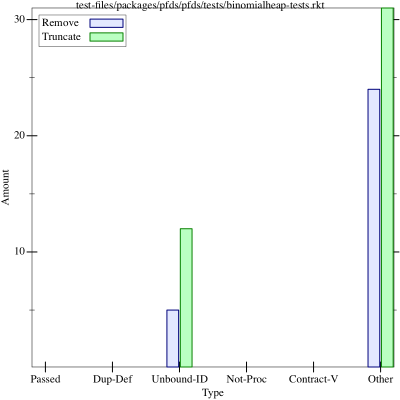 test-files/packages/pfds/pfds/tests/binomialheap-tests.rkt
Remove
Truncate
30
20
10
Amount
Passed Dup-Def Unbound-ID Not-Proc Contract-V Other
Type